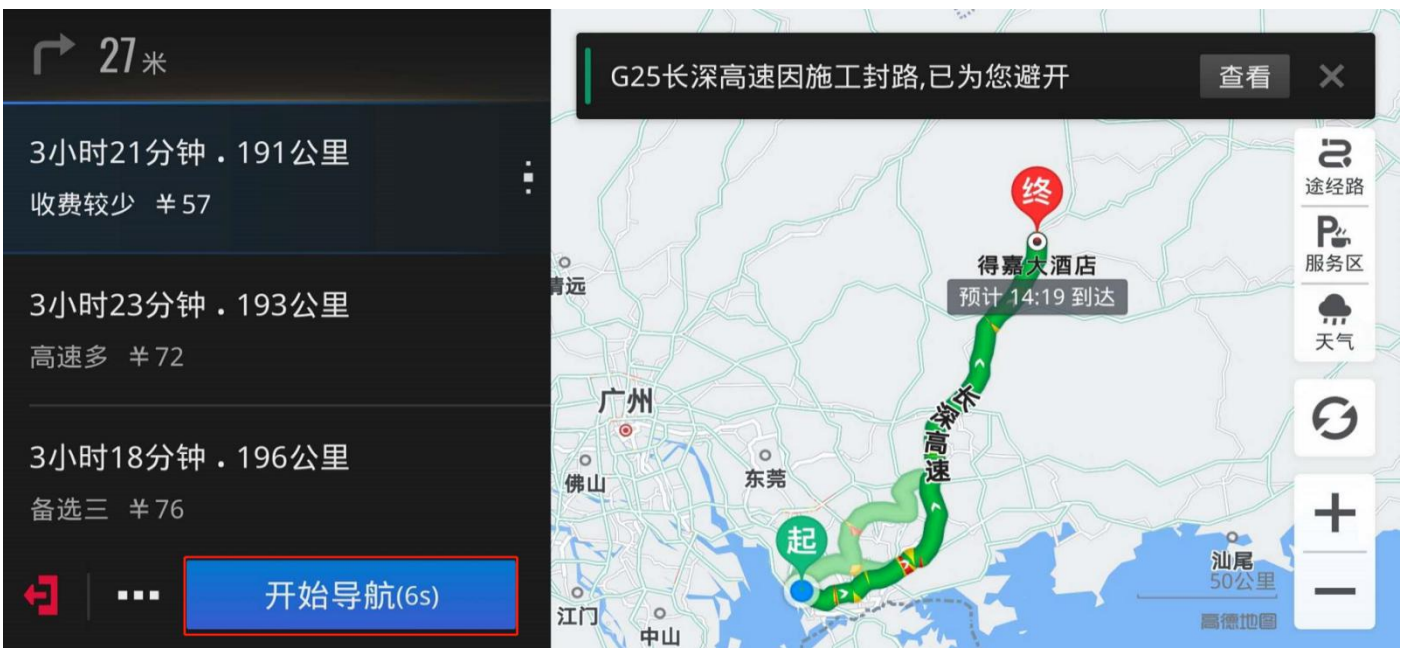 27米
3小时21分钟 . 191公里
收费较少 ¥57
3小时23分钟 . 193公里
高速多 ¥72
3小时18分钟 . 196公里
备选三 ¥76
开始导航(6s)
G25长深高速因施工封路,已为您避开
查看
途经路
P
服务区
天气
终
得嘉大酒店
预计 14:19 到达
长深高速
广州
佛山
东莞
起
汕尾
50公里
江门
中山
高德地图